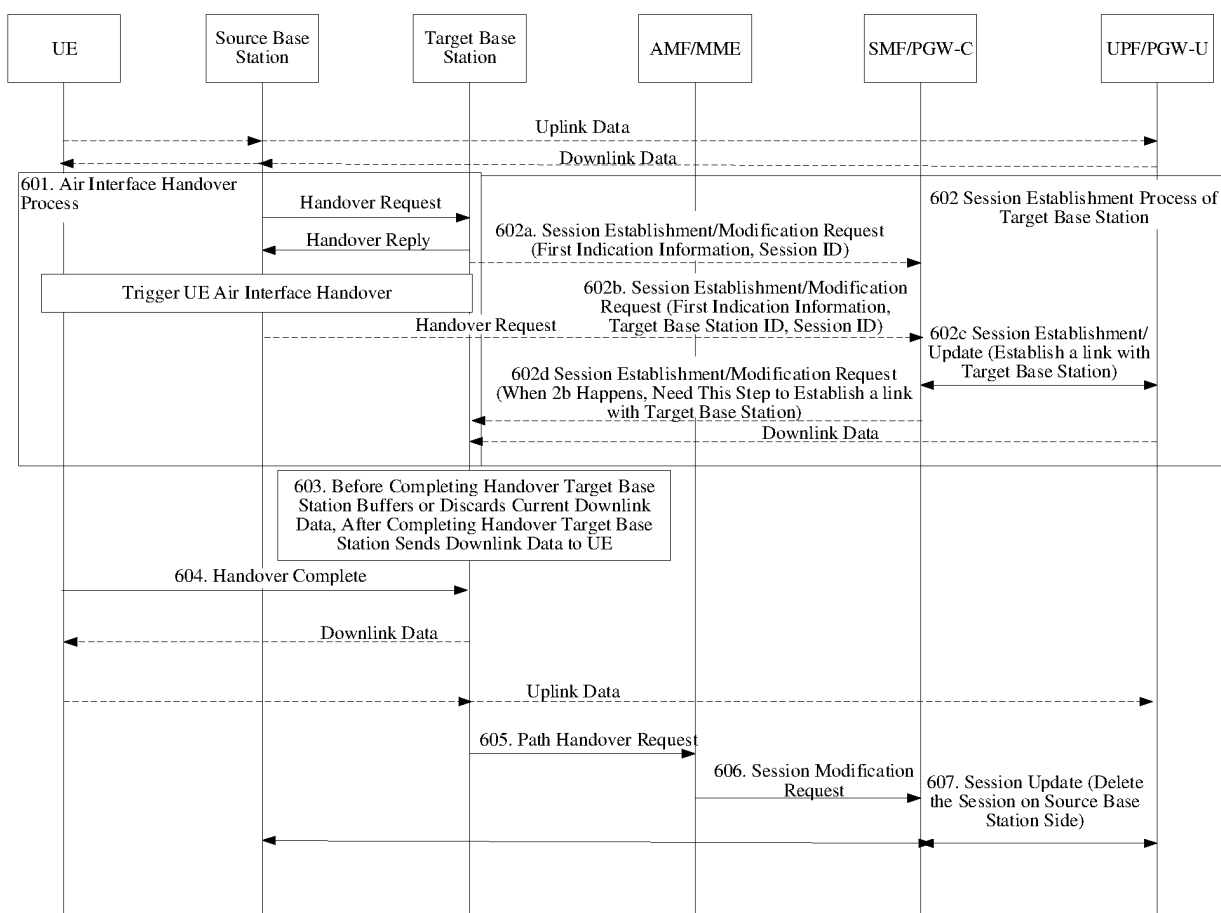 UE
Source Base
Station
Target Base
Station
AMF/MME
SMF/PGW-C
UPF/PGW-U
Uplink Data
Downlink Data
601. Air Interface Handover
Process
602 Session Establishment Process of
Target Base Station
Handover Request
602a. Session Establishment/Modification Request
(First Indication Information, Session ID)
Handover Reply
Trigger UE Air Interface Handover
602b. Session Establishment/Modification
Request (First Indication Information,
Target Base Station ID, Session ID)
Handover Request
602c Session Establishment/
Update (Establish a link with
Target Base Station)
602d Session Establishment/Modification Request
(When 2b Happens, Need This Step to Establish a link
with Target Base Station)
Downlink Data
603. Before Completing Handover Target Base
Station Buffers or Discards Current Downlink
Data, After Completing Handover Target Base
Station Sends Downlink Data to UE
604. Handover Complete
Downlink Data
Uplink Data
605. Path Handover Request
606. Session Modification
Request
607. Session Update (Delete
the Session on Source Base
Station Side)